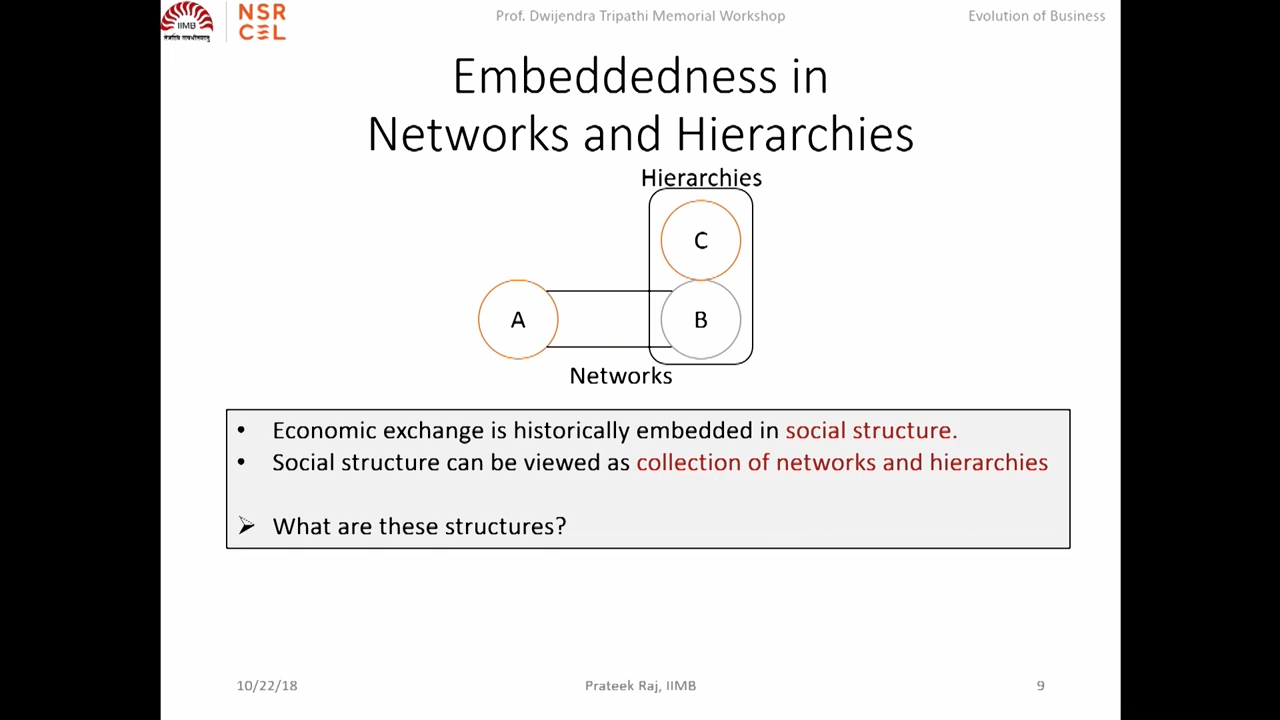 IIMB
NSR
CEL
Prof. Dwijendra Tripathi Memorial Workshop
Evolution of Business
Embeddedness in
Networks and Hierarchies
Hierarchies
C
A
B
Networks
• Economic exchange is historically embedded in social structure.
• Social structure can be viewed as collection of networks and hierarchies
➢ What are these structures?
10/22/18
Prateek Raj, IIMB
9